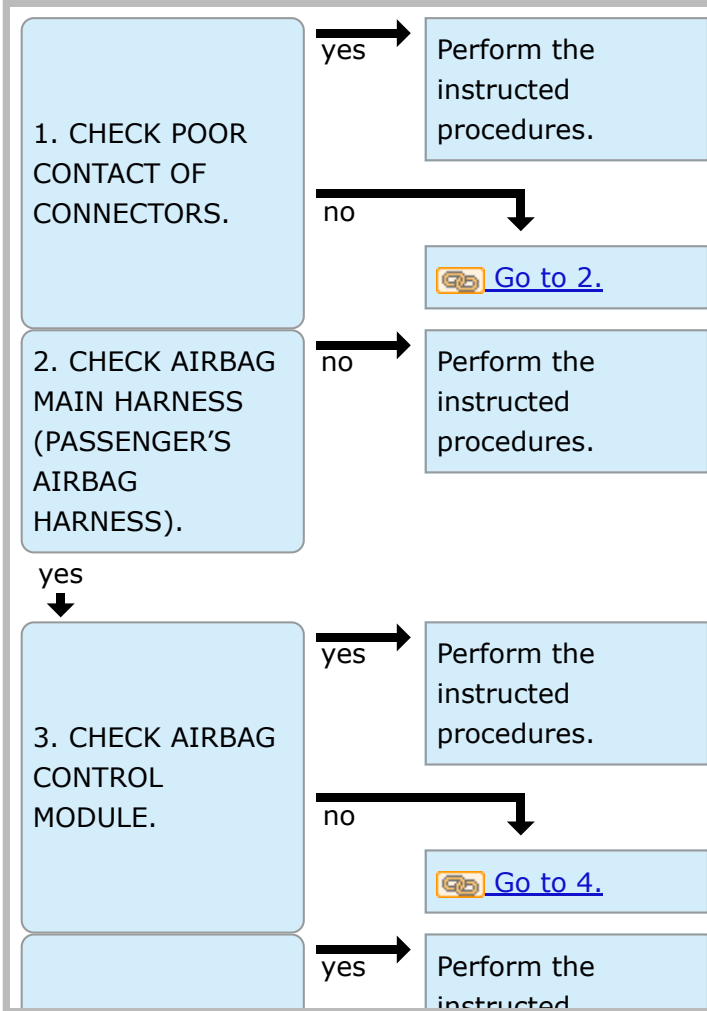 1. CHECK POOR
CONTACT OF
CONNECTORS.
yes
Perform the
instructed
procedures.
no
Go to 2.
2. CHECK AIRBAG
MAIN HARNESS
(PASSENGER’S
AIRBAG
HARNESS).
no
Perform the
instructed
procedures.
yes
3. CHECK AIRBAG
CONTROL
MODULE.
yes
Perform the
instructed
procedures.
no
Go to 4.
yes
Perform the
instructed